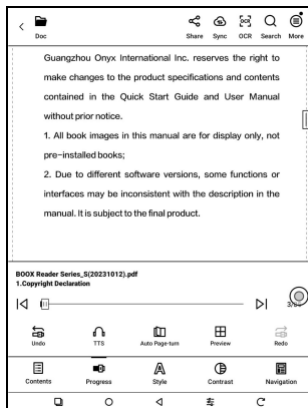 Doc
Share Sync OCR Search More
Guangzhou Onyx International Inc. reserves the right to
make changes to the product specifications and contents
contained in the Quick Start Guide and User Manual
without prior notice.
1. All book images in this manual are for display only, not
pre-installed books;
2. Due to different software versions, some functions or
interfaces may be inconsistent with the description in the
manual. It is subject to the final product.
BOOX Reader Series_S(20231012).pdf
1.Copyright Declaration
Undo TTS Auto Page-turn Preview Redo
Contents Progress Style Contrast Navigation